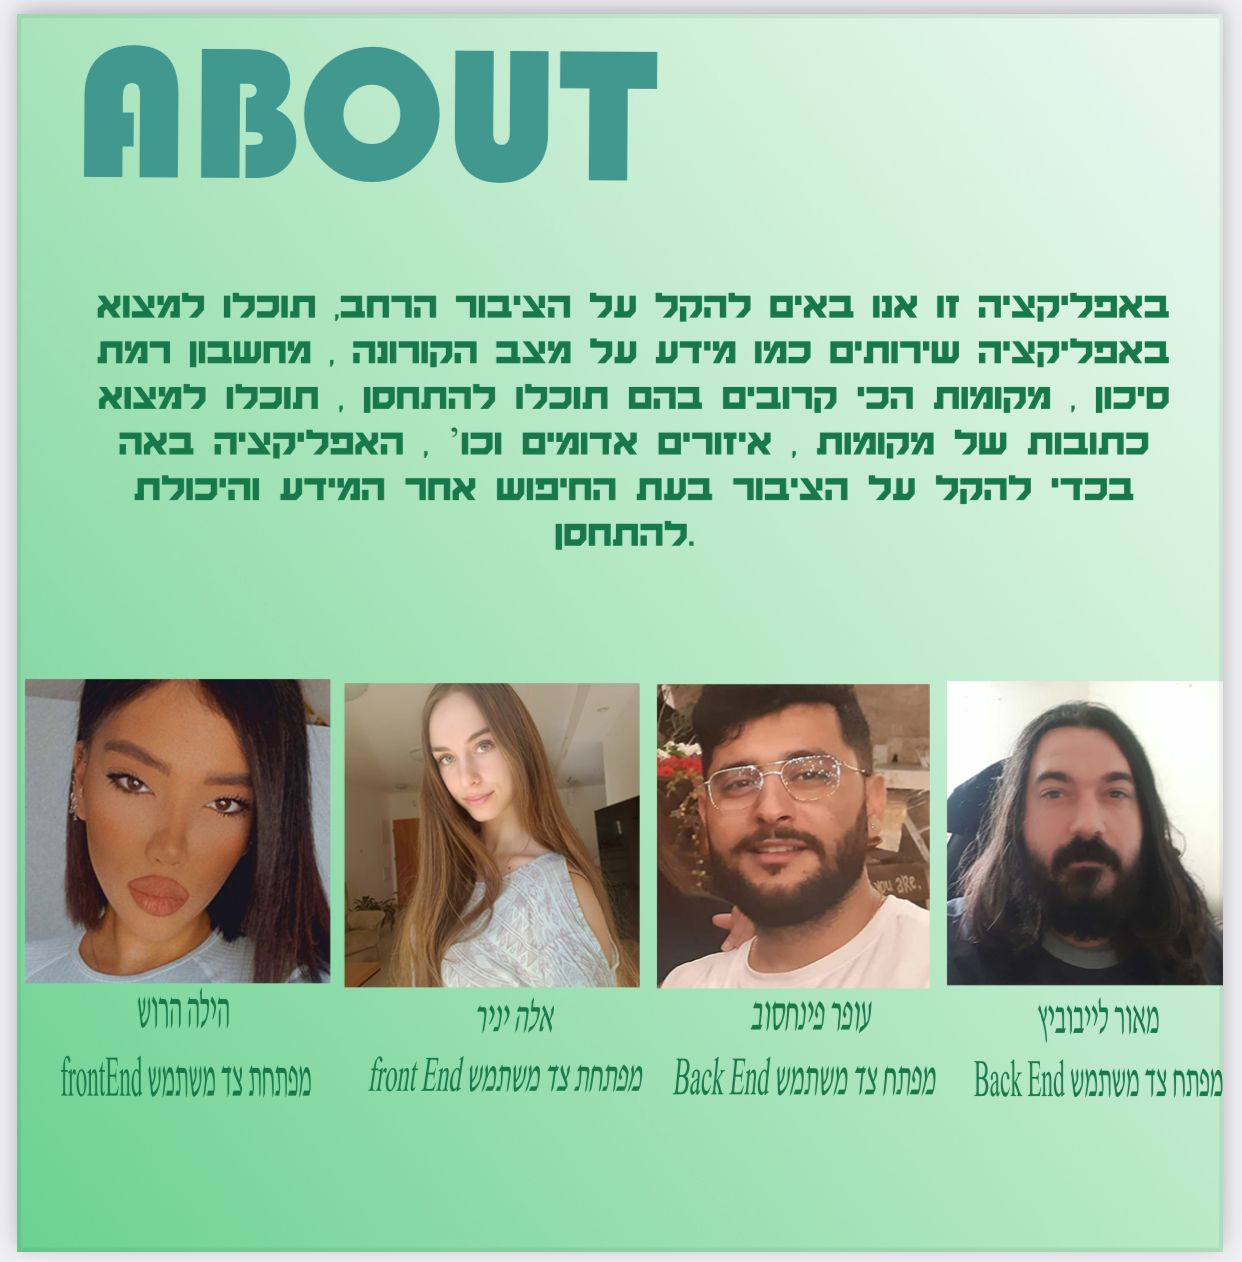 ABOUT
באפליקציה זו אנו באים להקל על הציבור הרחב, תוכלו למצוא
באפליקציה שירותים כמו מידע על מצב הקורונה , מחשבון רמת
סיכון , מקומות הכי קרובים בהם תוכלו להתחסן , תוכלו למצוא
כתובות של מקומות , איזורים אדומים וכו' , האפליקציה באה
בכדי להקל על הציבור בעת החיפוש אחר המידע והיכולת
להתחסן.
you are,
מאור לייבוביץ
מפתח צד משתמש Back End
עופר פינחסוב
מפתח צד משתמש Back End
אלה יניר
מפתחת צד משתמש front End
הילה הרוש
מפתחת צד משתמש frontEnd